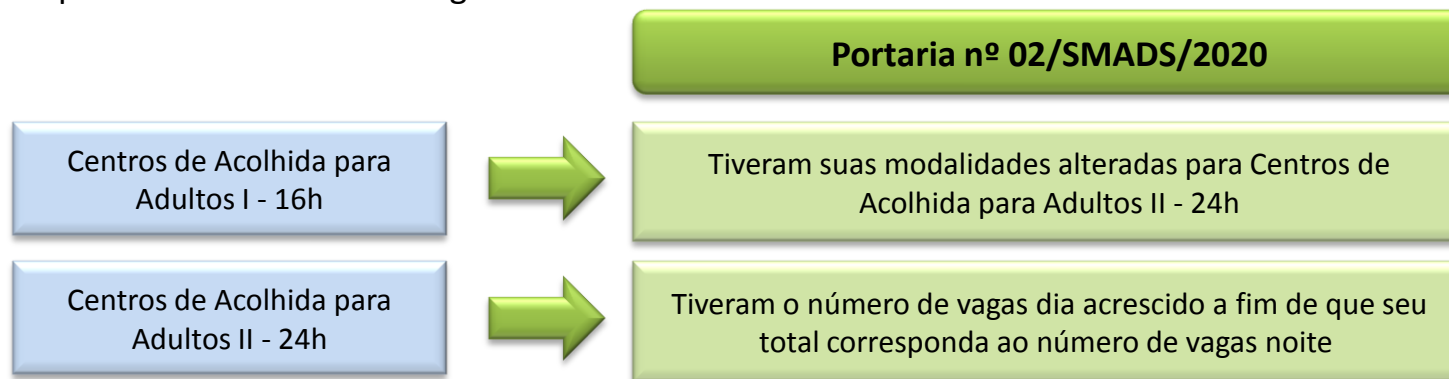 Portaria nº 02/SMADS/2020
Centros de Acolhida para
Adultos I - 16h
Tiveram suas modalidades alteradas para Centros de
Acolhida para Adultos II - 24h
Centros de Acolhida para
Adultos II - 24h
Tiveram o número de vagas dia acrescido a fim de que seu
total corresponda ao número de vagas noite